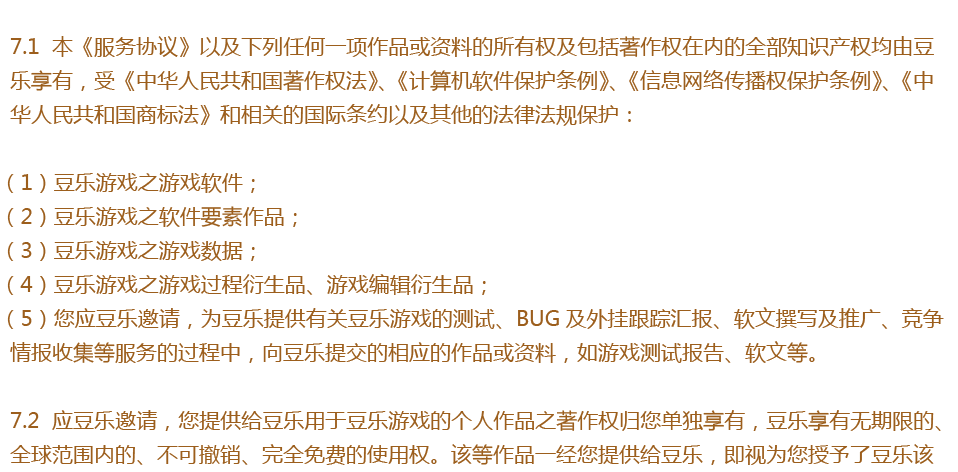 7.1 本《服务协议》以及下列任何一项作品或资料的所有权及包括著作权在内的全部知识产权均由豆
乐享有，受《中华人民共和国著作权法》、《计算机软件保护条例》、《信息网络传播权保护条例》、《中
华人民共和国商标法》和相关的国际条约以及其他的法律法规保护：
（1）豆乐游戏之游戏软件；
（2）豆乐游戏之软件要素作品；
（3）豆乐游戏之游戏数据；
（4）豆乐游戏之游戏过程衍生品、游戏编辑衍生品；
（5）您应豆乐邀请，为豆乐提供有关豆乐游戏的测试、BUG 及外挂跟踪汇报、软文撰写及推广、竞争
情报收集等服务的过程中，向豆乐提交的相应的作品或资料，如游戏测试报告、软文等。
7.2 应豆乐邀请，您提供给豆乐用于豆乐游戏的个人作品之著作权归您单独享有，豆乐享有无期限的、
全球范围内的、不可撤销、完全免费的使用权。该等作品一经您提供给豆乐，即视为您授予了豆乐该